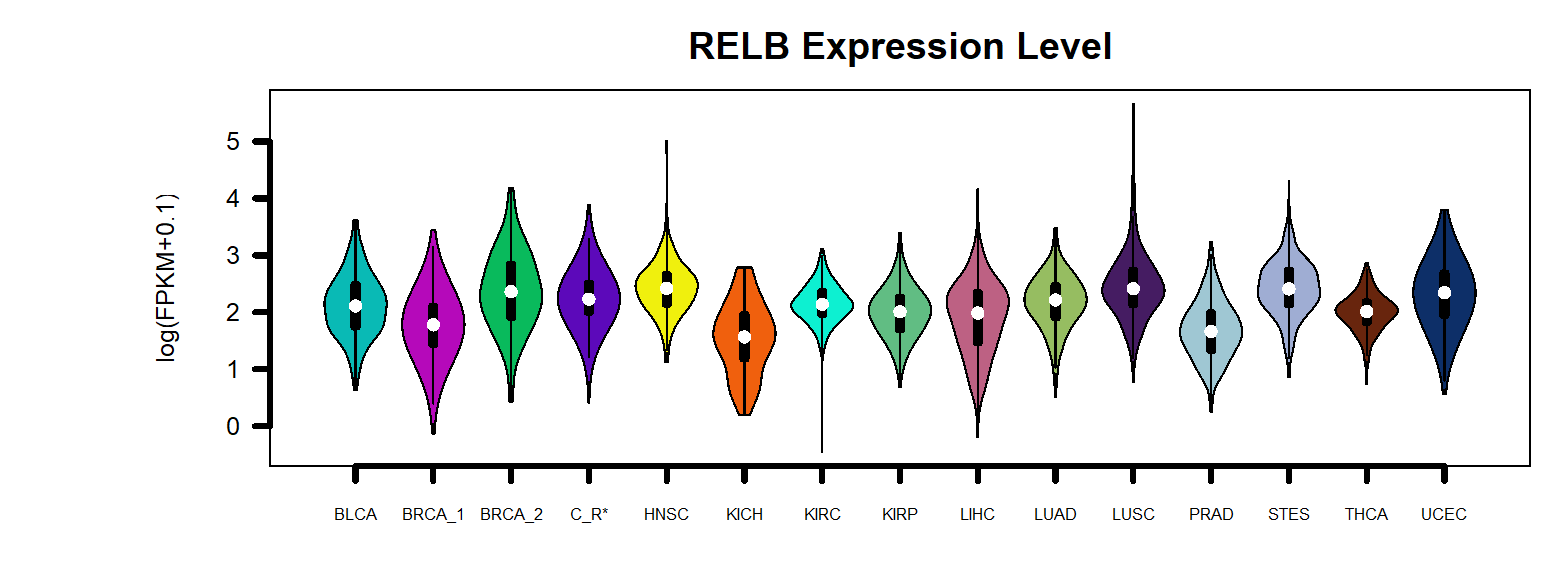 RELB Expression Level
log(FPKM+0.1)
5
4
3
2
1
0
BLCA BRCA_1 BRCA_2 C_R* HNSC KICH KIRC KIRP LIHC LUAD LUSC PRAD STES THCA UCEC